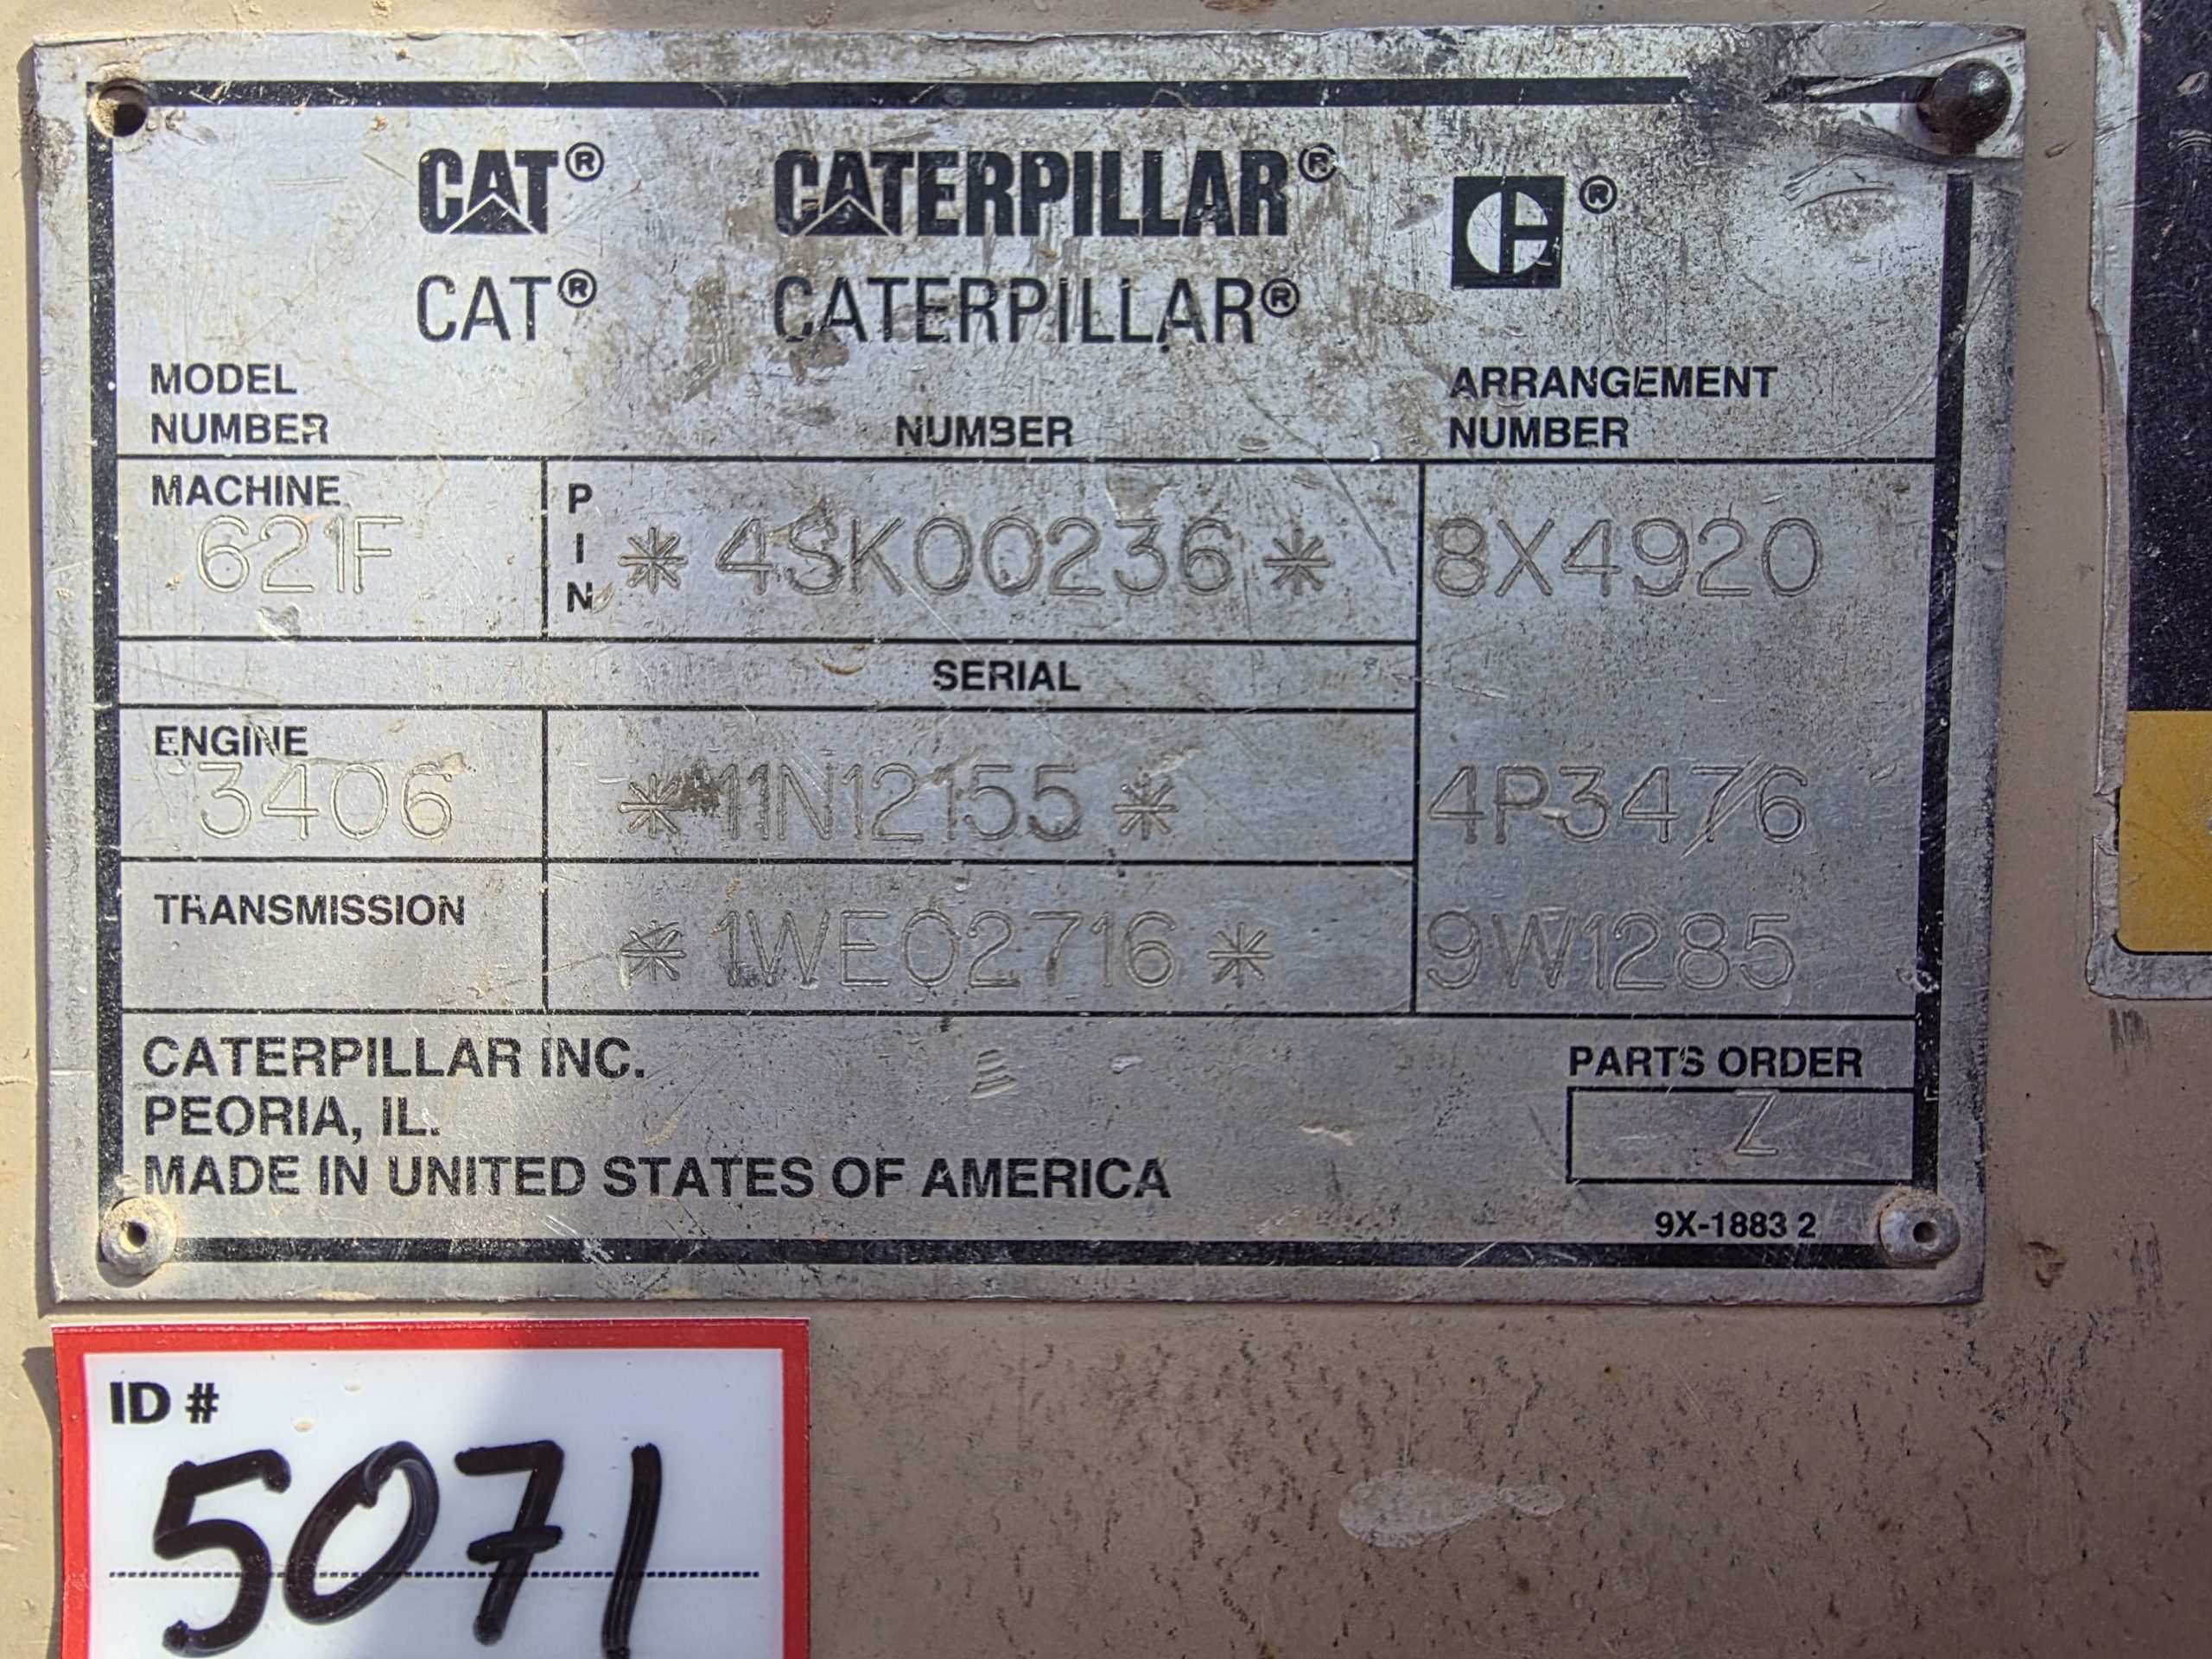 CAT® CATERPILLAR® ®
CAT® CATERPILLAR®
MODEL NUMBER
NUMBER
ARRANGEMENT NUMBER
MACHINE
621F
PIN
*4SK00236*
8X4920
SERIAL
ENGINE
3406
*11N12155*
4P3476
TRANSMISSION
*1WE02716*
9W1285
CATERPILLAR INC.
PEORIA, IL.
MADE IN UNITED STATES OF AMERICA
PARTS ORDER
Z
9X-1883 2
ID #
5071